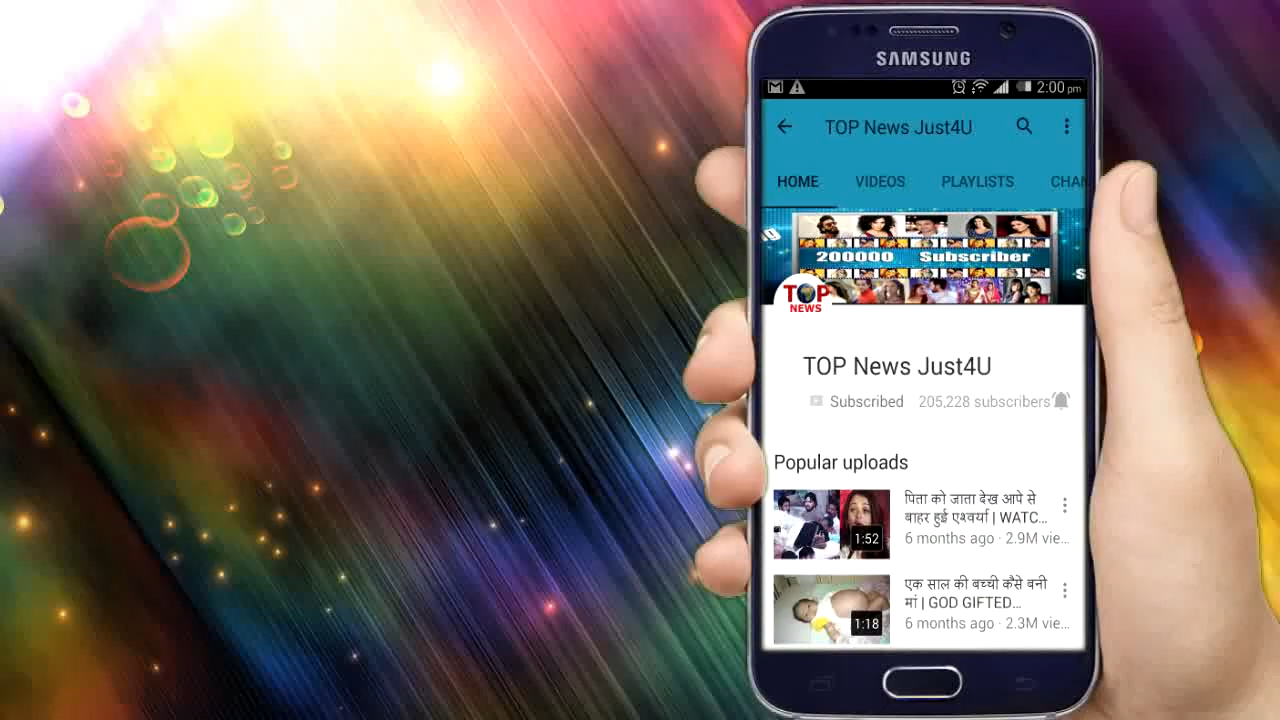 SAMSUNG
2:00 pm
TOP News Just4U
HOME VIDEOS PLAYLISTS CHAN
200000 Subscriber
TOP
NEWS
TOP News Just4U
Subscribed 205,228 subscribers
Popular uploads
पिता को जाता देख आपे से
बाहर हुई एश्वर्या | WATC...
6 months ago · 2.9M vie...
1:52
एक साल की बच्ची कैसे बनी
मां | GOD GIFTED...
6 months ago · 2.3M vie...
1:18